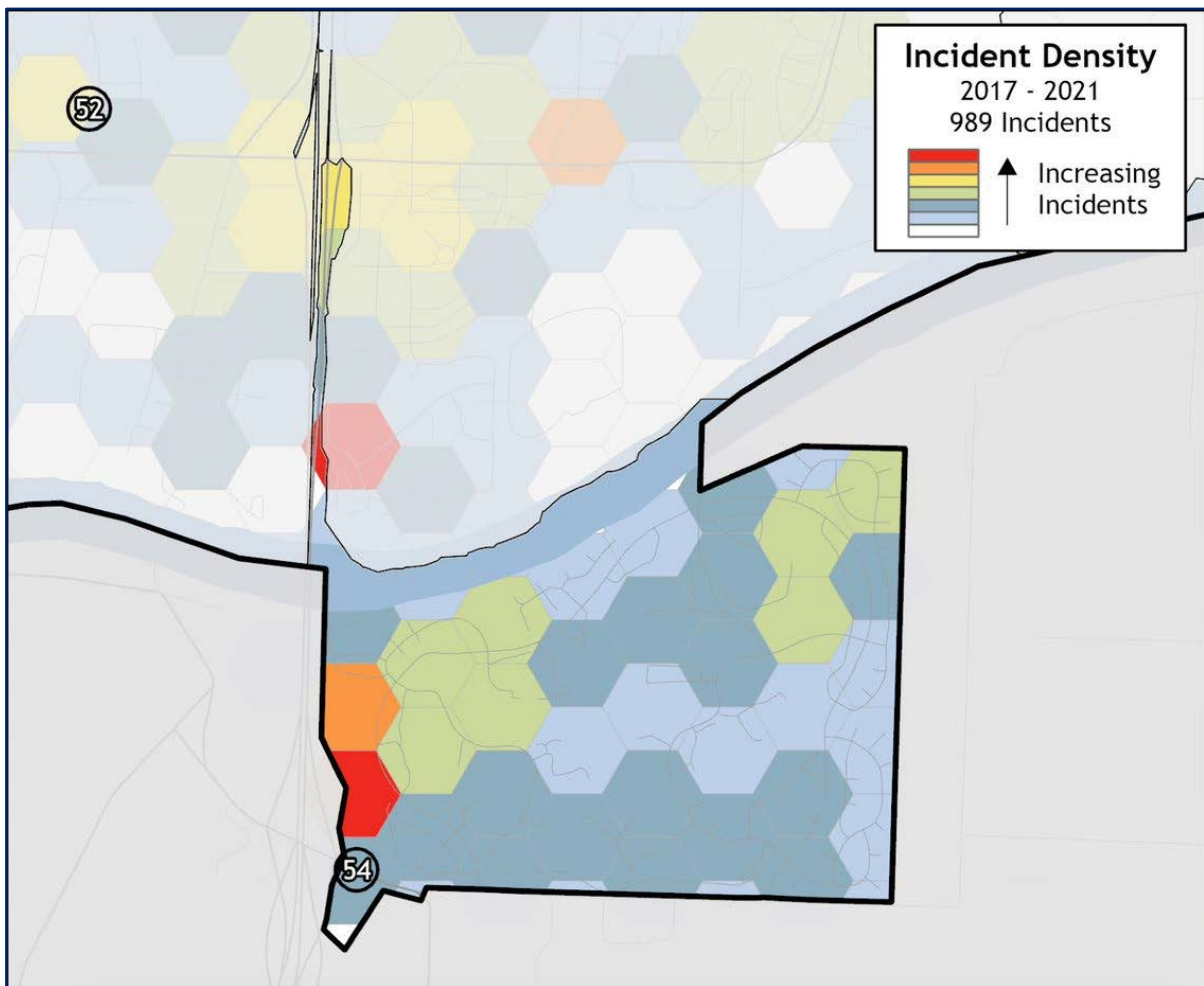 52
Incident Density
2017 - 2021
989 Incidents
Increasing
Incidents
54